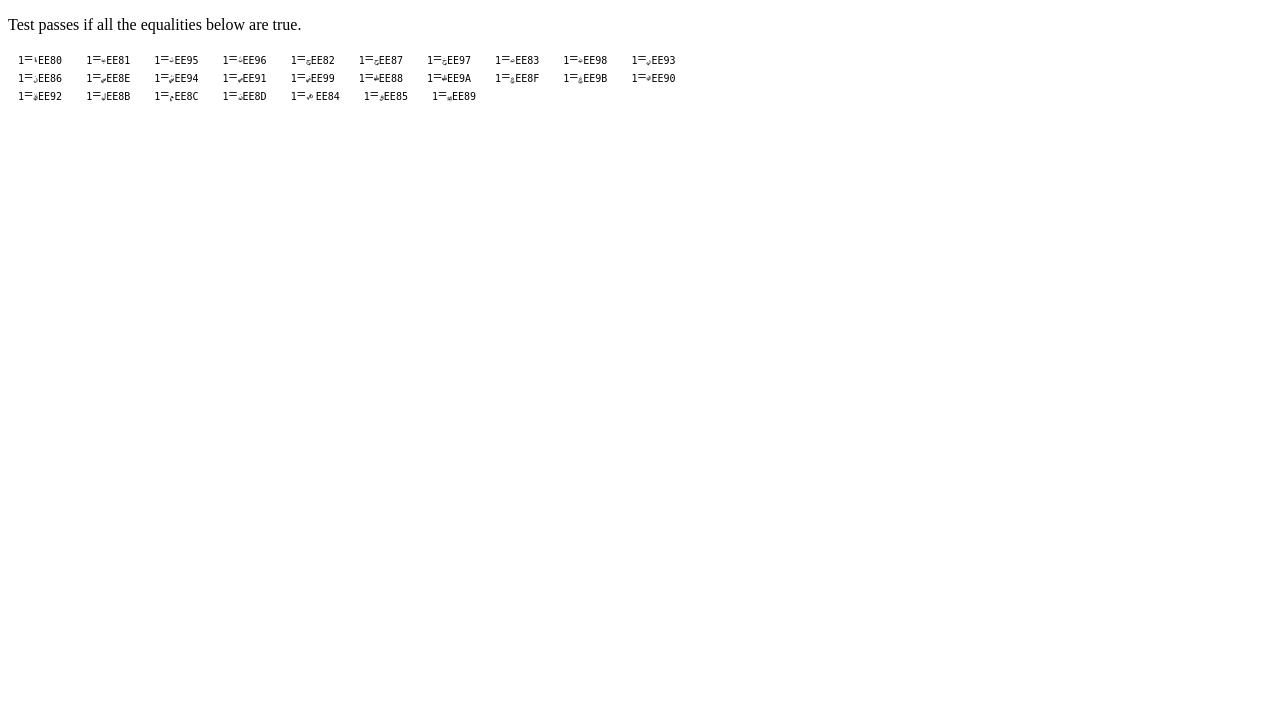 Test passes if all the equalities below are true.
1= EE80 1= EE81 1= EE95 1= EE96 1= EE82 1= EE87 1= EE97 1= EE83 1= EE98 1= EE93
1= EE86 1= EE8E 1= EE94 1= EE91 1= EE99 1= EE88 1= EE9A 1= EE8F 1= EE9B 1= EE90
1= EE92 1= EE8B 1= EE8C 1= EE8D 1= EE84 1= EE85 1= EE89